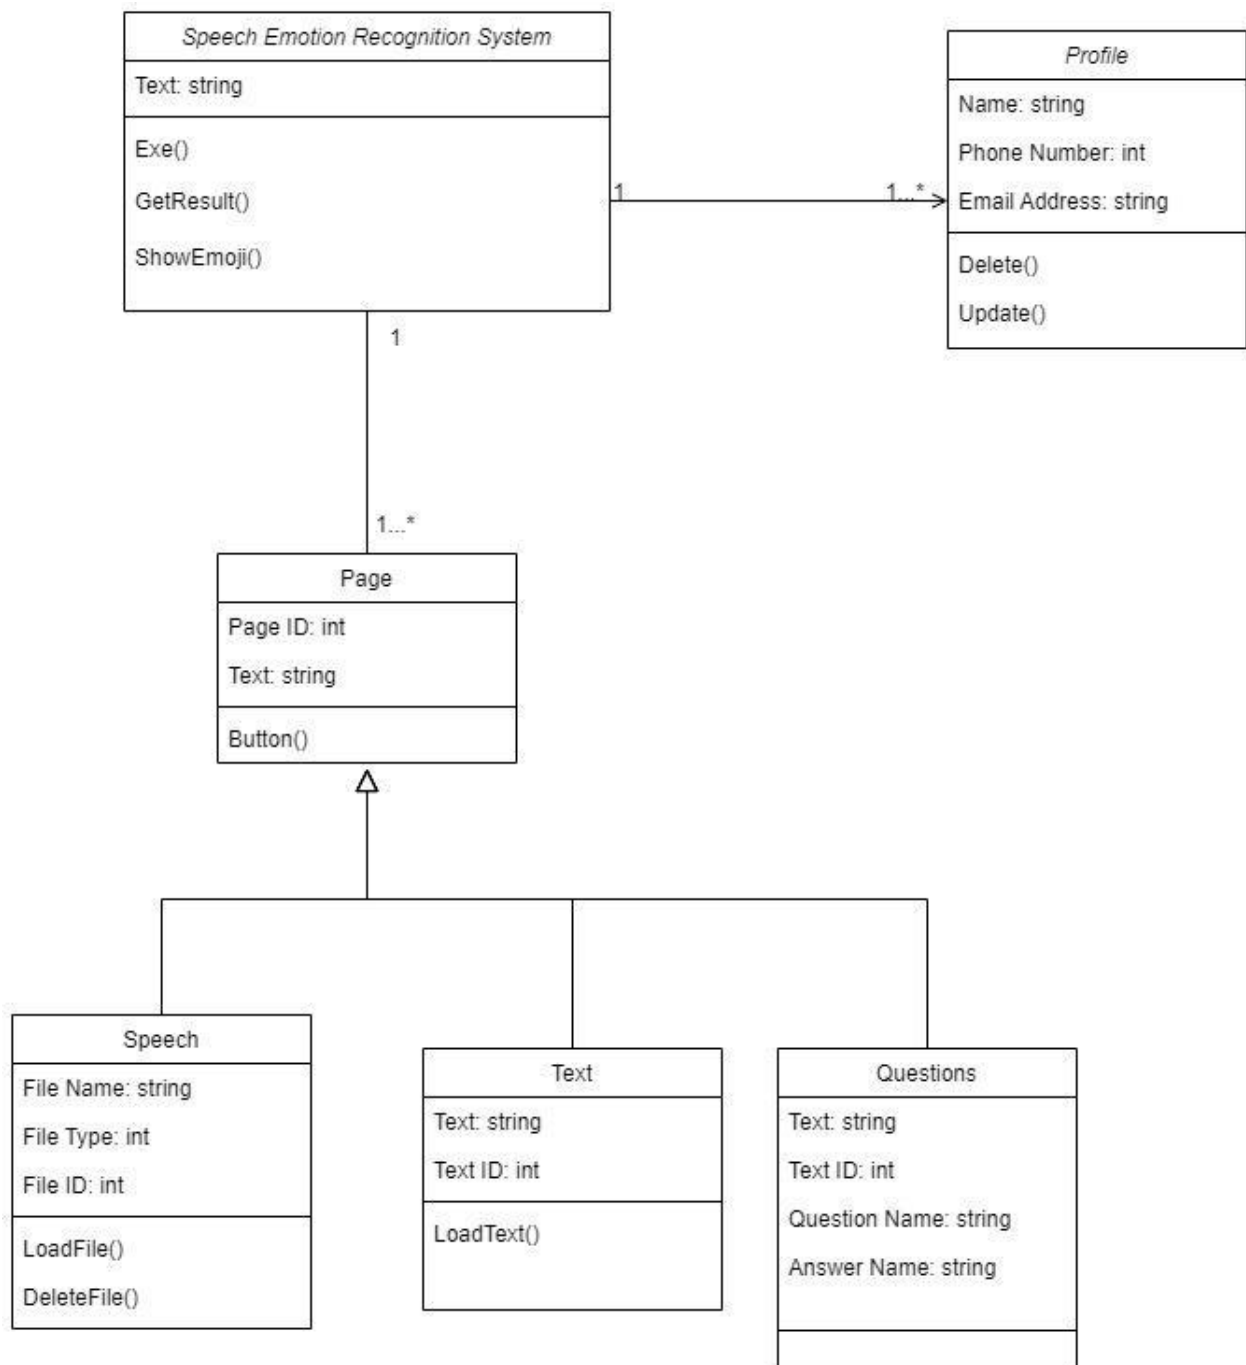 Speech Emotion Recognition System
Text: string
Exe()
GetResult()
ShowEmoji()
Profile
Name: string
Phone Number: int
Email Address: string
Delete()
Update()
1
1...*
1
1...*
Page
Page ID: int
Text: string
Button()
Speech
File Name: string
File Type: int
File ID: int
LoadFile()
DeleteFile()
Text
Text: string
Text ID: int
LoadText()
Questions
Text: string
Text ID: int
Question Name: string
Answer Name: string